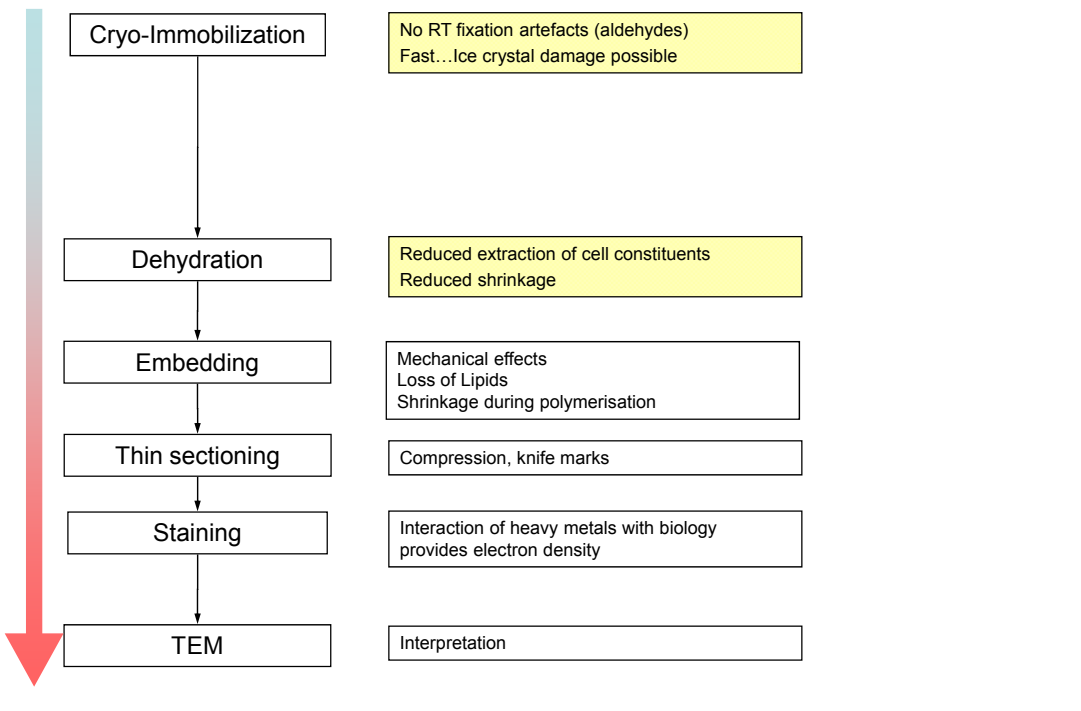 Cryo-Immobilization
No RT fixation artefacts (aldehydes)
Fast…Ice crystal damage possible
Dehydration
Reduced extraction of cell constituents
Reduced shrinkage
Embedding
Mechanical effects
Loss of Lipids
Shrinkage during polymerisation
Thin sectioning
Compression, knife marks
Staining
Interaction of heavy metals with biology
provides electron density
TEM
Interpretation